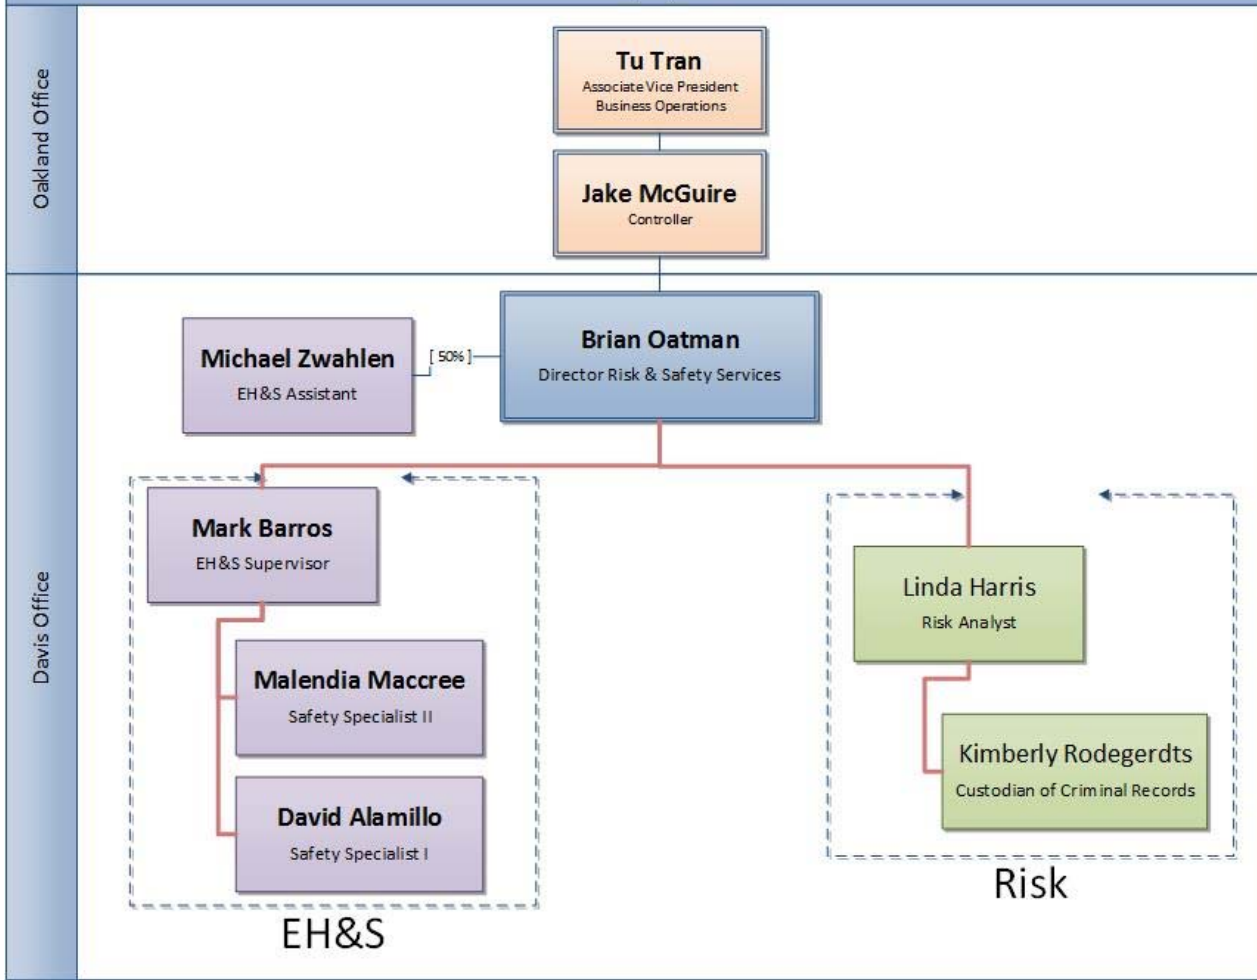 Oakland Office
Tu Tran
Associate Vice President
Business Operations
Jake McGuire
Controller
Davis Office
Brian Oatman
Director Risk & Safety Services
Michael Zwahlen
EH&S Assistant
[ 50% ]
Mark Barros
EH&S Supervisor
Malendia Maccree
Safety Specialist II
David Alamillo
Safety Specialist I
EH&S
Linda Harris
Risk Analyst
Kimberly Rodegerdts
Custodian of Criminal Records
Risk